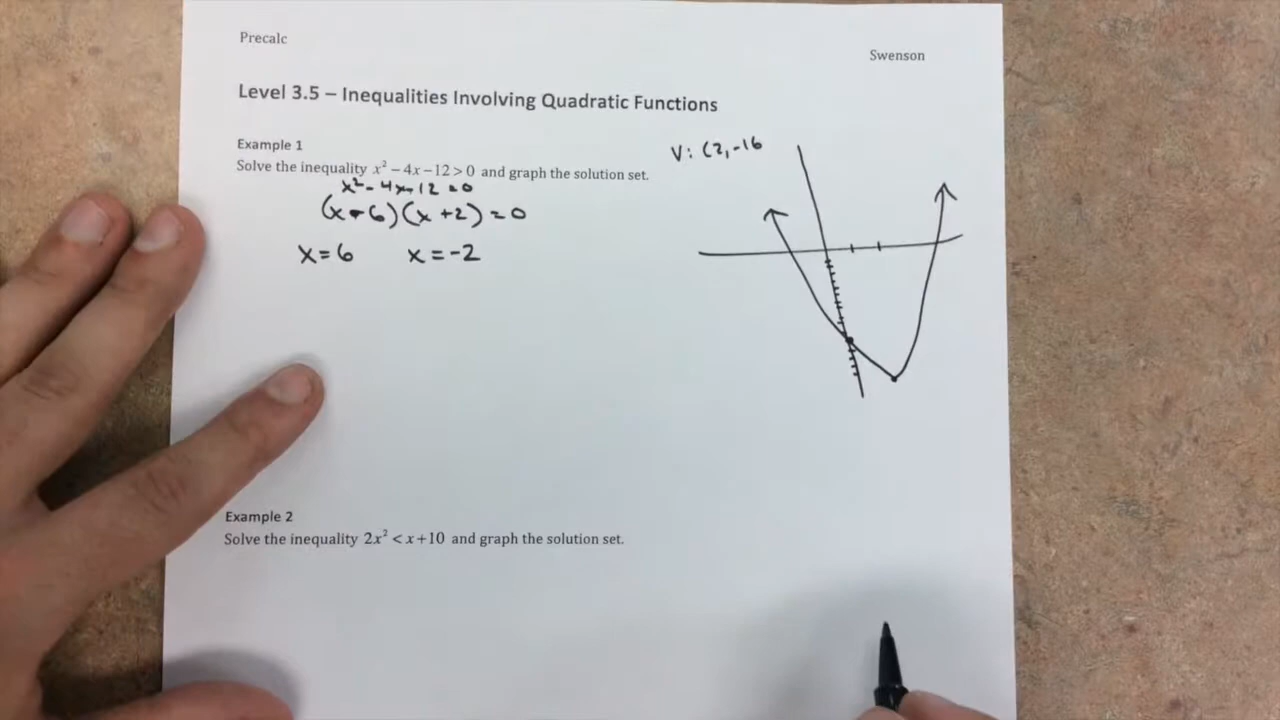 Precalc
Swenson
Level 3.5 – Inequalities Involving Quadratic Functions
Example 1
Solve the inequality x² − 4x − 12 > 0 and graph the solution set.
V: (2, -16
x² - 4x - 12 = 0
(x - 6)(x + 2) = 0
x = 6 x = -2
Example 2
Solve the inequality 2x² < x + 10 and graph the solution set.